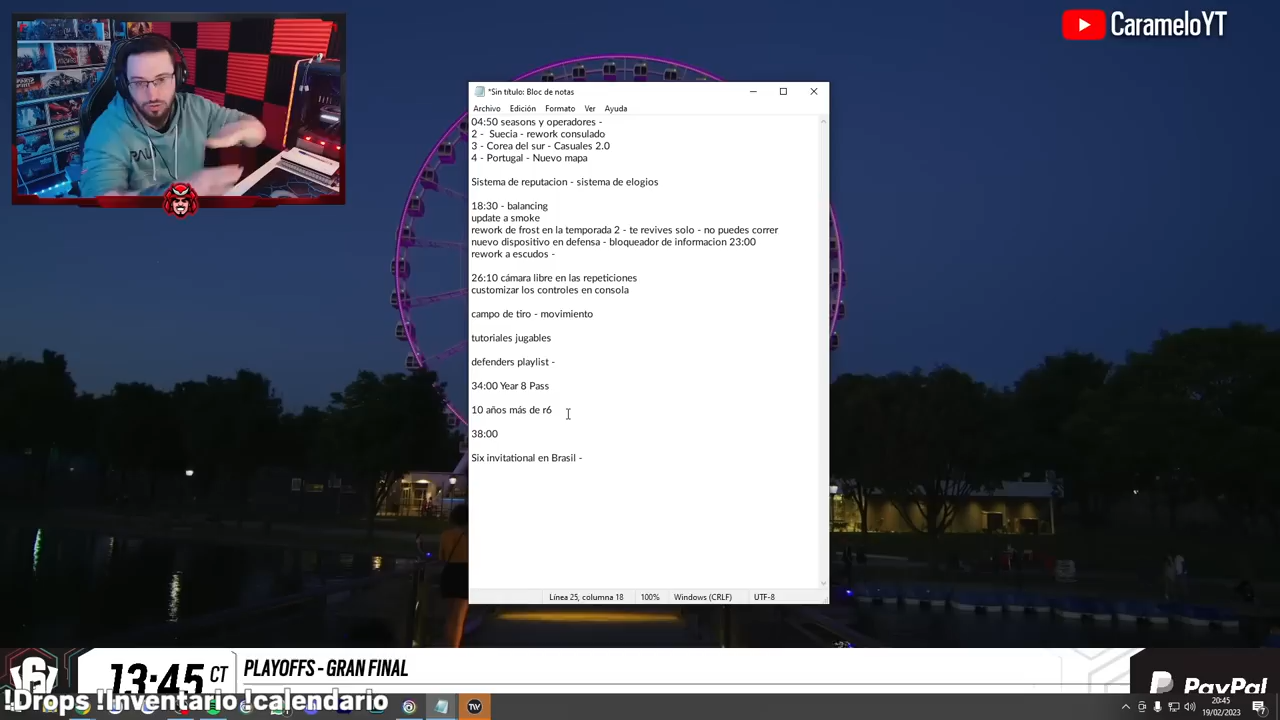 CarameloYT
*Sin título: Bloc de notas
Archivo Edición Formato Ver Ayuda
04:50 seasons y operadores -
2 - Suecia - rework consulado
3 - Corea del sur - Casuales 2.0
4 - Portugal - Nuevo mapa
Sistema de reputacion - sistema de elogios
18:30 - balancing
update a smoke
rework de frost en la temporada 2 - te revives solo - no puedes correr
nuevo dispositivo en defensa - bloqueador de informacion 23:00
rework a escudos -
26:10 cámara libre en las repeticiones
customizar los controles en consola
campo de tiro - movimiento
tutoriales jugables
defenders playlist -
34:00 Year 8 Pass
10 años más de r6
38:00
Six invitational en Brasil -
Línea 25, columna 18 100% Windows (CRLF) UTF-8
13:45 CT PLAYOFFS - GRAN FINAL
PayPal
!Drops !Inventario !calendario
TW
20:45
19/02/2023